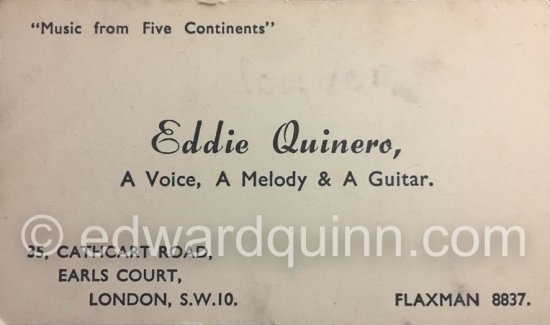 "Music from Five Continents"
Eddie Quinero,
A Voice, A Melody & A Guitar.
© edwardquinn.com
35, CATHCART ROAD,
EARLS COURT,
LONDON, S.W.10.
FLAXMAN 8837.